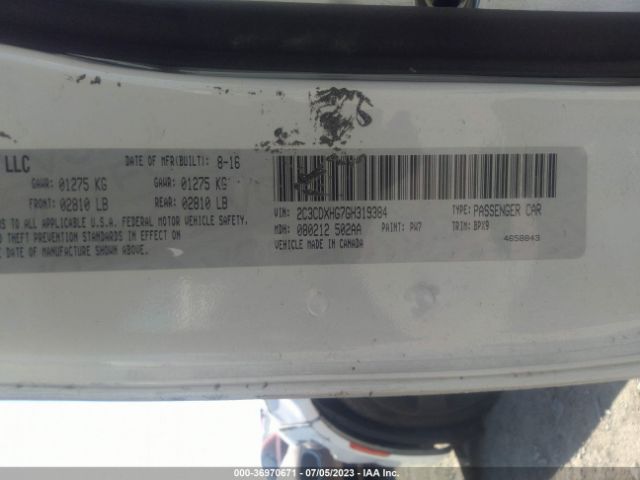 LLC
DATE OF MFR(BUILT): 8-16
GAWR: 01275 KG GAWR: 01275 KG
FRONT: 02810 LB REAR: 02810 LB
TO ALL APPLICABLE U.S.A. FEDERAL MOTOR VEHICLE SAFETY,
THEFT PREVENTION STANDARDS IN EFFECT ON
DATE OF MANUFACTURE SHOWN ABOVE.
VIN: 2C3CDXHG7GH319384 TYPE: PASSENGER CAR
MDH: 080212 502AA PAINT: PW7 TRIM: BPX9
VEHICLE MADE IN CANADA 4658843
000-36970671 - 07/05/2023 - IAA Inc.